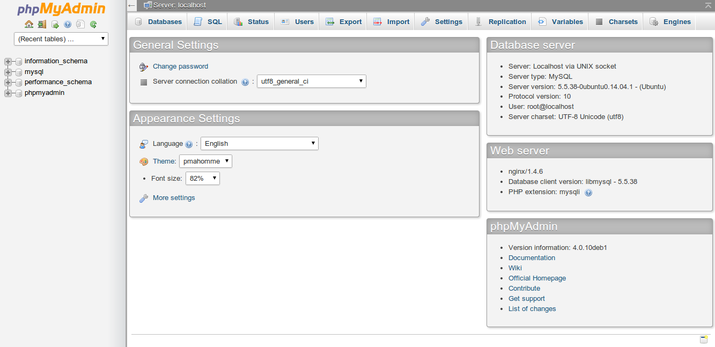 phpMyAdmin
(Recent tables) ...
information_schema
mysql
performance_schema
phpmyadmin
Server: localhost
Databases SQL Status Users Export Import Settings Replication Variables Charsets Engines
General Settings
Change password
Server connection collation : utf8_general_ci
Appearance Settings
Language : English
Theme: pmahomme
Font size: 82%
More settings
Database server
Server: Localhost via UNIX socket
Server type: MySQL
Server version: 5.5.38-0ubuntu0.14.04.1 - (Ubuntu)
Protocol version: 10
User: root@localhost
Server charset: UTF-8 Unicode (utf8)
Web server
nginx/1.4.6
Database client version: libmysql - 5.5.38
PHP extension: mysqli
phpMyAdmin
Version information: 4.0.10deb1
Documentation
Wiki
Official Homepage
Contribute
Get support
List of changes